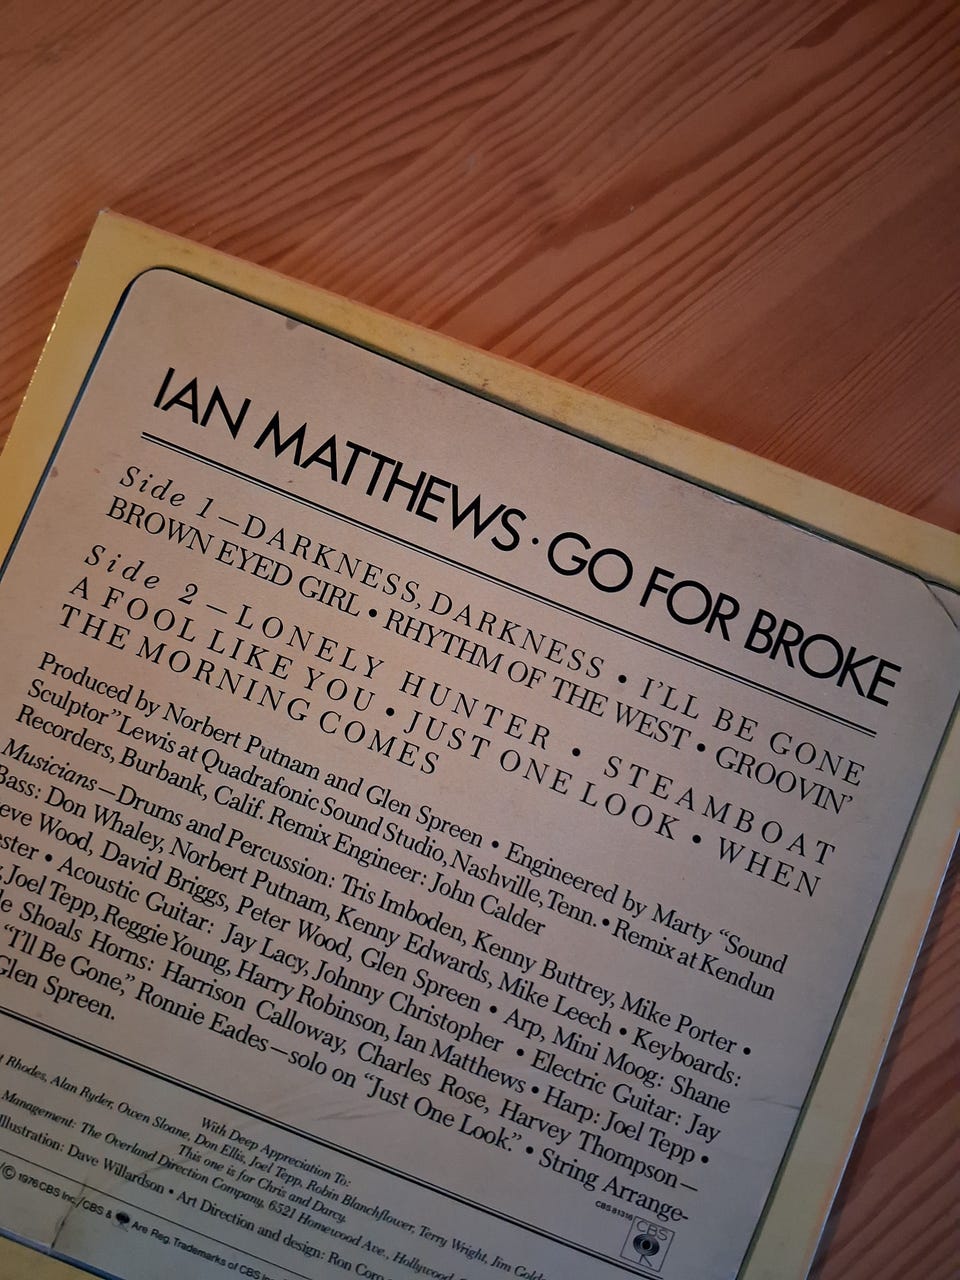 IAN MATTHEWS · GO FOR BROKE
Side 1—DARKNESS, DARKNESS • I'LL BE GONE
BROWN EYED GIRL • RHYTHM OF THE WEST • GROOVIN'
Side 2—LONELY HUNTER • STEAMBOAT
A FOOL LIKE YOU • JUST ONE LOOK • WHEN
THE MORNING COMES
Produced by Norbert Putnam and Glen Spreen • Engineered by Marty "Sound
Sculptor" Lewis at Quadrafonic Sound Studio, Nashville, Tenn. • Remix at Kendun
Recorders, Burbank, Calif. Remix Engineer: John Calder
Musicians—Drums and Percussion: Tris Imboden, Kenny Buttrey, Mike Porter •
Bass: Don Whaley, Norbert Putnam, Kenny Edwards, Mike Leech • Keyboards:
eve Wood, David Briggs, Peter Wood, Glen Spreen • Arp, Mini Moog: Shane
ester • Acoustic Guitar: Jay Lacy, Johnny Christopher • Electric Guitar: Jay
, Joel Tepp, Reggie Young, Harry Robinson, Ian Matthews • Harp: Joel Tepp •
le Shoals Horns: Harrison Calloway, Charles Rose, Harvey Thompson—
"I'll Be Gone," Ronnie Eades—solo on "Just One Look." • String Arrange-
Glen Spreen.
With Deep Appreciation To:
Rhodes, Alan Ryder, Owen Sloane, Don Ellis, Joel Tepp, Robin Blanchflower, Terry Wright, Jim Gold
This one is for Chris and Darcy.
Management: The Overland Direction Company, 6521 Homewood Ave., Hollywood, C
Illustration: Dave Willardson • Art Direction and design: Ron Coro
CBS 81316
CBS
© 1976 CBS Inc./CBS & Are Reg. Trademarks of CBS Inc